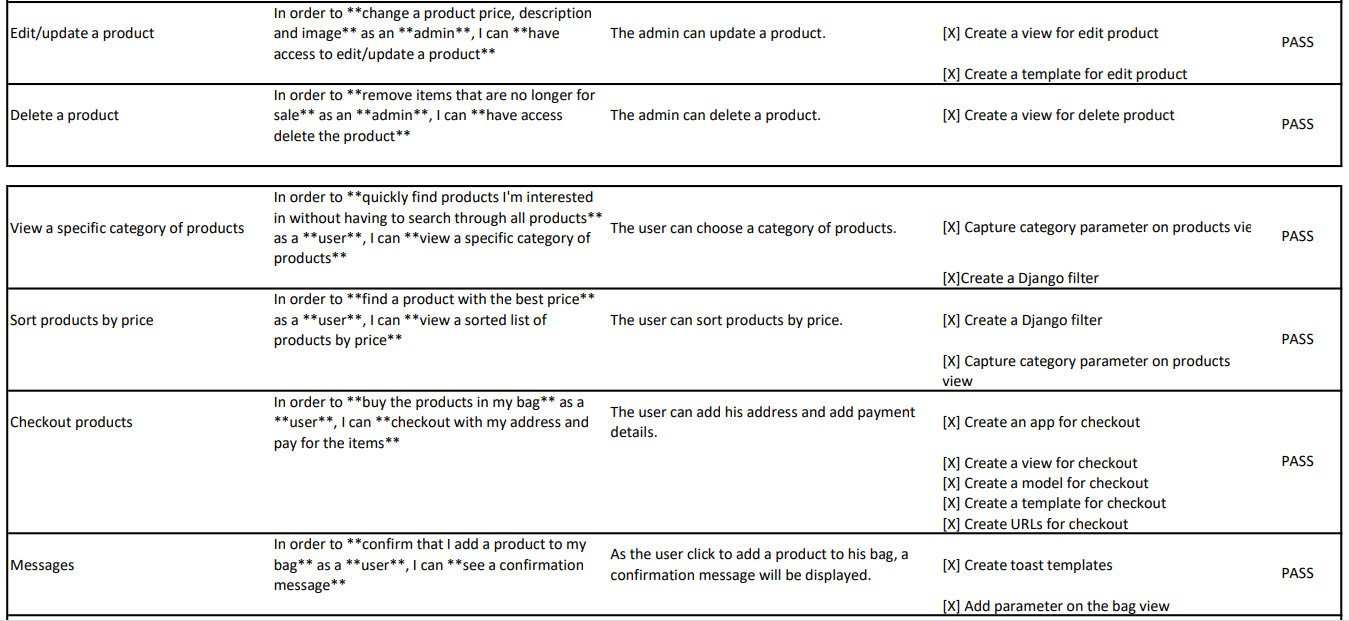 Edit/update a product
In order to **change a product price, description
and image** as an **admin**, I can **have
access to edit/update a product**
The admin can update a product.
[X] Create a view for edit product
[X] Create a template for edit product
PASS
Delete a product
In order to **remove items that are no longer for
sale** as an **admin**, I can **have access
delete the product**
The admin can delete a product.
[X] Create a view for delete product
PASS
View a specific category of products
In order to **quickly find products I'm interested
in without having to search through all products**
as a **user**, I can **view a specific category of
products**
The user can choose a category of products.
[X] Capture category parameter on products vie
[X]Create a Django filter
PASS
Sort products by price
In order to **find a product with the best price**
as a **user**, I can **view a sorted list of
products by price**
The user can sort products by price.
[X] Create a Django filter
[X] Capture category parameter on products
view
PASS
Checkout products
In order to **buy the products in my bag** as a
**user**, I can **checkout with my address and
pay for the items**
The user can add his address and add payment
details.
[X] Create an app for checkout
[X] Create a view for checkout
[X] Create a model for checkout
[X] Create a template for checkout
[X] Create URLs for checkout
PASS
Messages
In order to **confirm that I add a product to my
bag** as a **user**, I can **see a confirmation
message**
As the user click to add a product to his bag, a
confirmation message will be displayed.
[X] Create toast templates
[X] Add parameter on the bag view
PASS